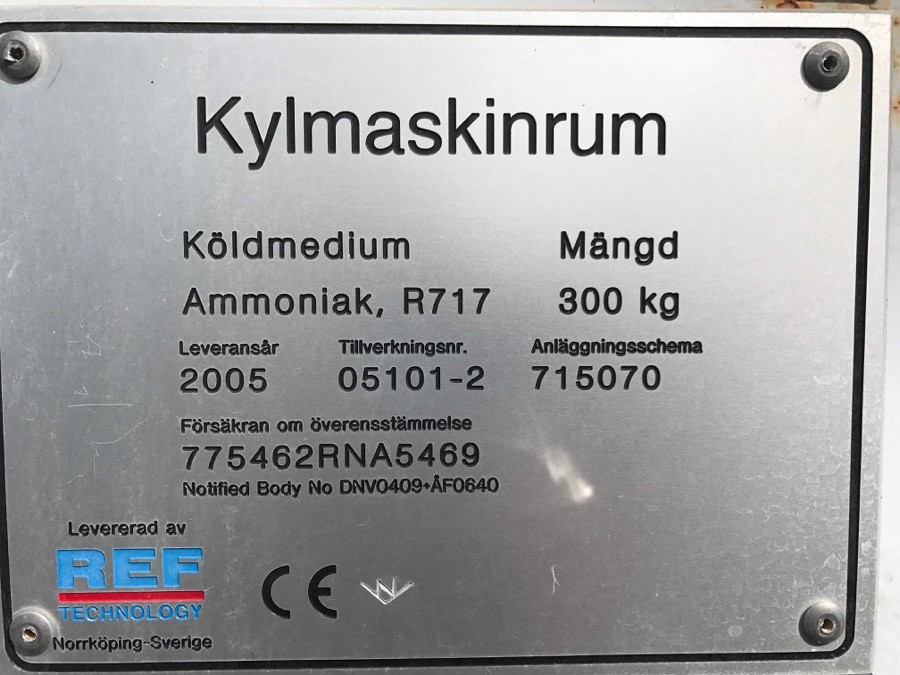 Kylmaskinrum
Köldmedium Mängd
Ammoniak, R717 300 kg
Leveransår Tillverkningsnr. Anläggningsschema
2005 05101-2 715070
Försäkran om överensstämmelse
775462RNA5469
Notified Body No DNV0409+ÅF0640
Levererad av
REF
TECHNOLOGY
CE
Norrköping-Sverige